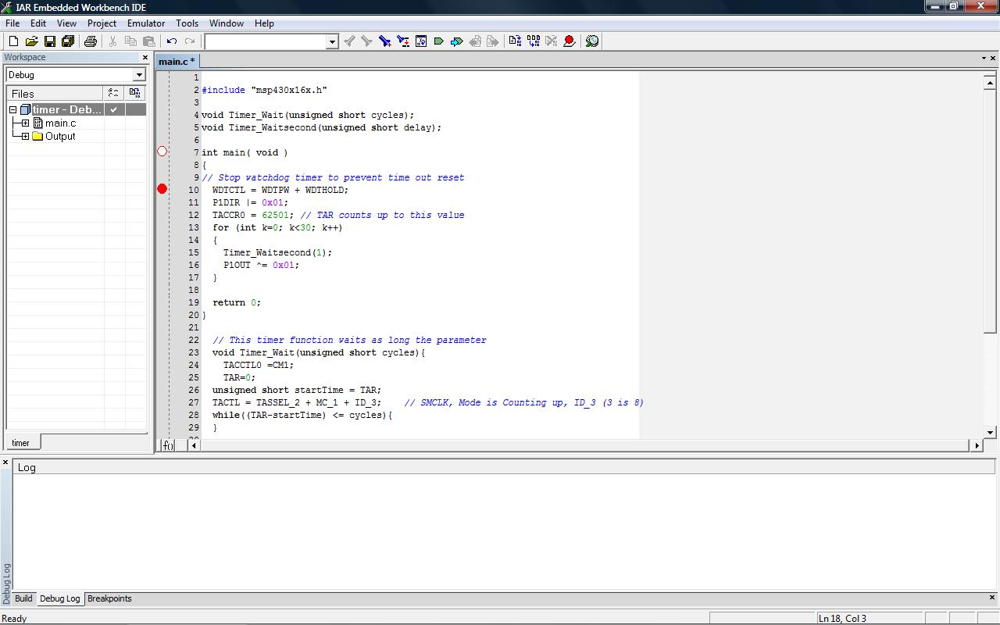 IAR Embedded Workbench IDE
File Edit View Project Emulator Tools Window Help
Workspace
Debug
Files
timer - Deb...
main.c
Output
timer
main.c *
1
2 #include "msp430x16x.h"
3
4 void Timer_Wait(unsigned short cycles);
5 void Timer_Waitsecond(unsigned short delay);
6
7 int main( void )
8 {
9 // Stop watchdog timer to prevent time out reset
10 WDTCTL = WDTPW + WDTHOLD;
11 P1DIR |= 0x01;
12 TACCR0 = 62501; // TAR counts up to this value
13 for (int k=0; k<30; k++)
14 {
15 Timer_Waitsecond(1);
16 P1OUT ^= 0x01;
17 }
18
19 return 0;
20 }
21
22 // This timer function waits as long the parameter
23 void Timer_Wait(unsigned short cycles){
24 TACCTL0 =CM1;
25 TAR=0;
26 unsigned short startTime = TAR;
27 TACTL = TASSEL_2 + MC_1 + ID_3; // SMCLK, Mode is Counting up, ID_3 (3 is 8)
28 while((TAR-startTime) <= cycles){
29 }
f()
Log
Debug Log
Build Debug Log Breakpoints
Ready Ln 18, Col 3